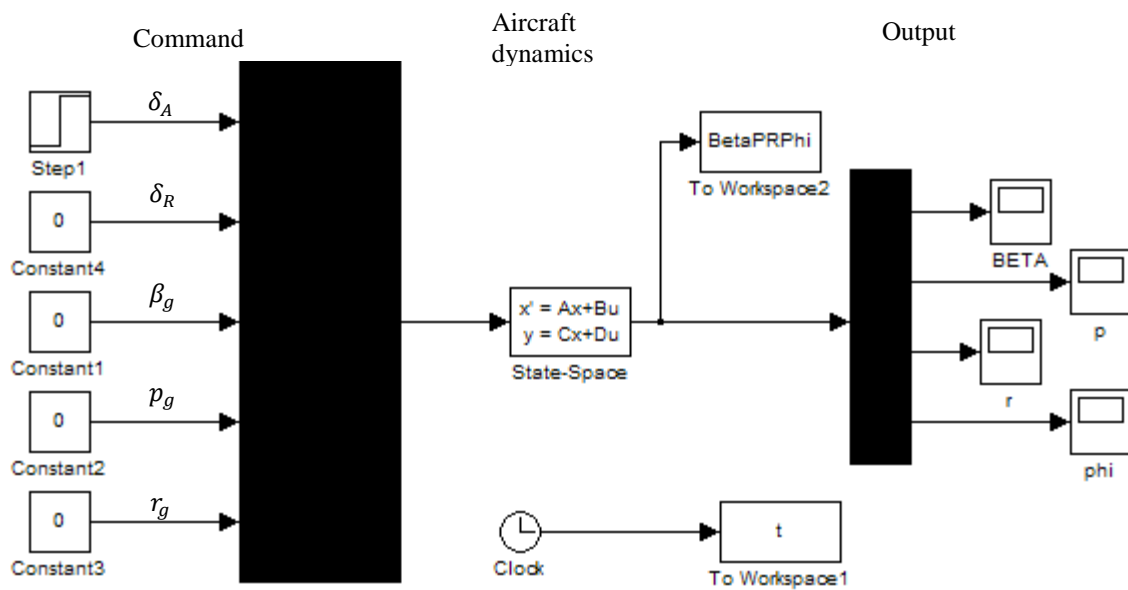 Command
Aircraft
dynamics
Output
δ_A
Step1
δ_R
0
Constant4
β_g
0
Constant1
p_g
0
Constant2
r_g
0
Constant3
x' = Ax+Bu
y = Cx+Du
State-Space
BetaPRPhi
To Workspace2
BETA
p
r
phi
Clock
t
To Workspace1